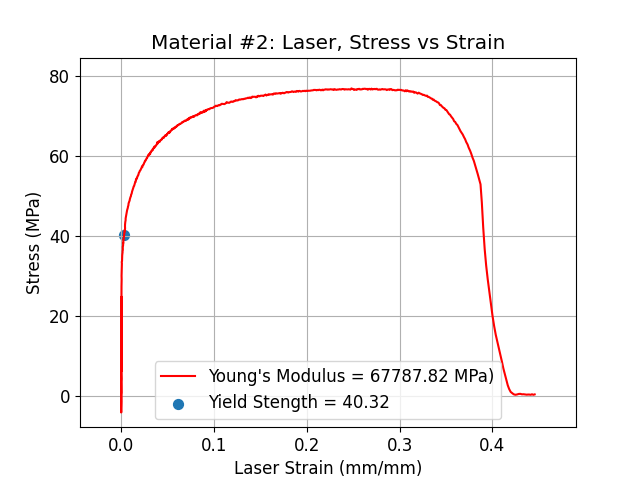 Material #2: Laser, Stress vs Strain
80
60
40
20
0
Stress (MPa)
Young's Modulus = 67787.82 MPa)
Yield Stength = 40.32
0.0 0.1 0.2 0.3 0.4
Laser Strain (mm/mm)